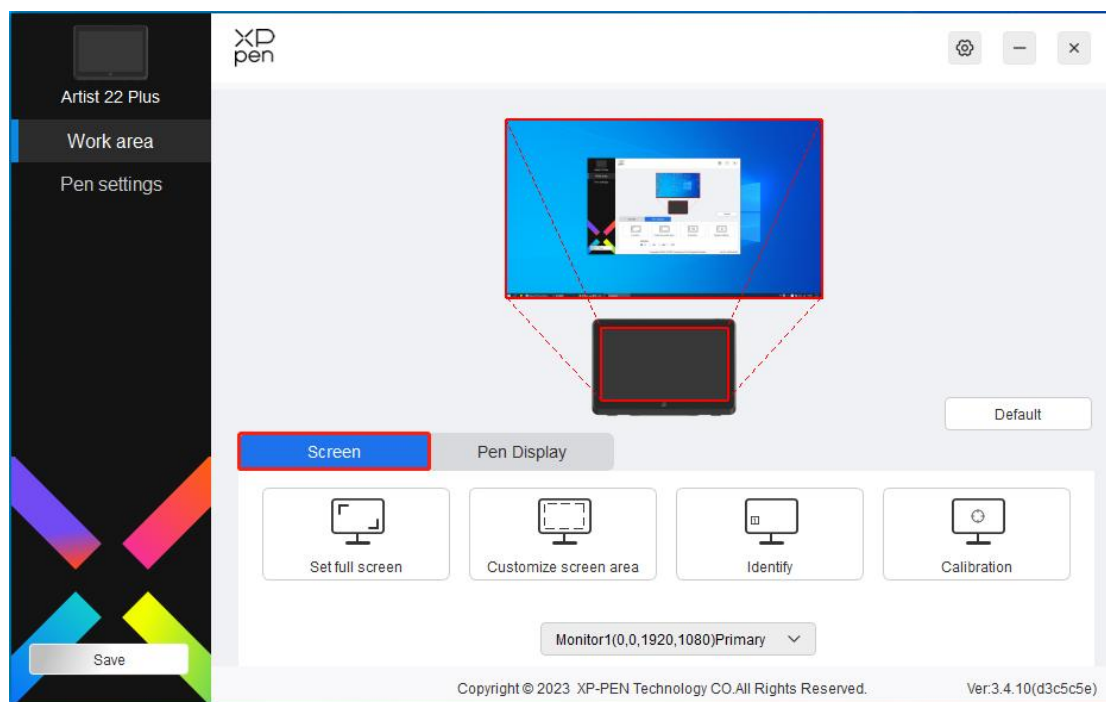 XP
pen
Artist 22 Plus
Work area
Pen settings
Default
Screen
Pen Display
Set full screen
Customize screen area
1
Identify
Calibration
Monitor1(0,0,1920,1080)Primary
Save
Copyright © 2023 XP-PEN Technology CO.All Rights Reserved.
Ver:3.4.10(d3c5c5e)